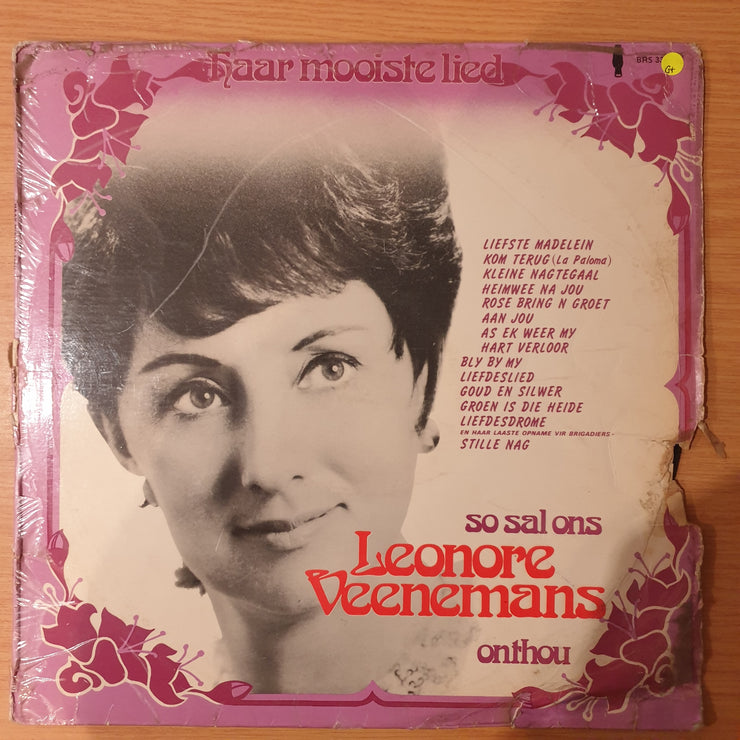 haar mooiste lied
BRS
G+
LIEFSTE MADELEIN
KOM TERUG (La Paloma)
KLEINE NAGTEGAAL
HEIMWEE NA JOU
ROSE BRING N GROET
AAN JOU
AS EK WEER MY
HART VERLOOR
BLY BY MY
LIEFDESLIED
GOUD EN SILWER
GROEN IS DIE HEIDE
LIEFDESDROME
EN HAAR LAASTE OPNAME VIR BRIGADIERS -
STILLE NAG
so sal ons
Leonore
Veenemans
onthou